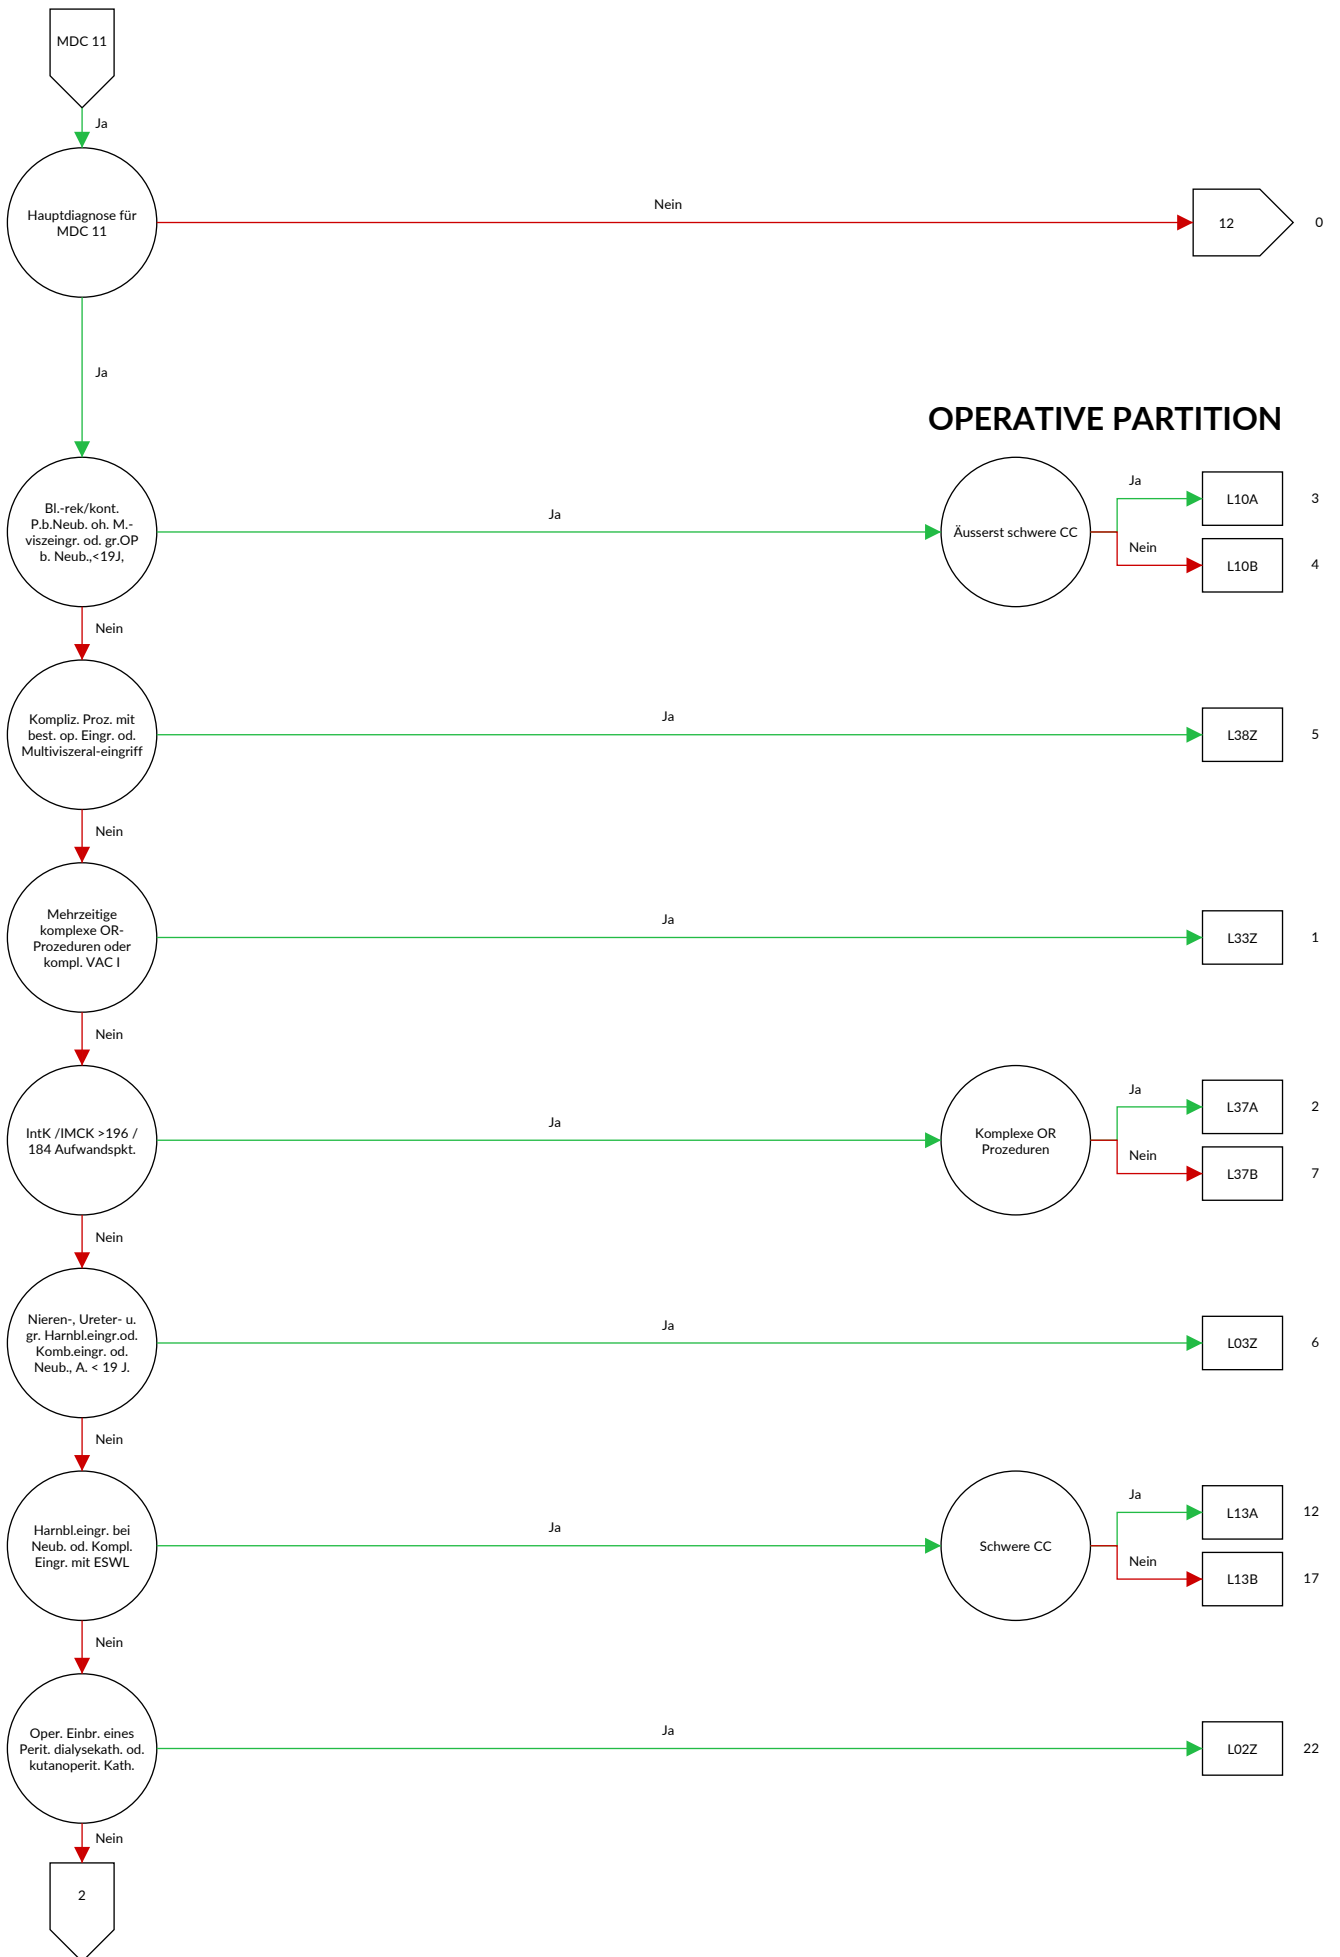 MDC 11
Ja
Hauptdiagnose für
MDC 11
Nein
12
0
Ja
OPERATIVE PARTITION
Bl.-rek/kont.
P.b.Neub. oh. M.-
viszeingr. od. gr.OP
b. Neub.,<19J,
Ja
Äusserst schwere CC
Ja
L10A
3
Nein
L10B
4
Nein
Kompliz. Proz. mit
best. op. Eingr. od.
Multiviszeral-eingriff
Ja
L38Z
5
Nein
Mehrzeitige
komplexe OR-
Prozeduren oder
kompl. VAC I
Ja
L33Z
1
Nein
IntK /IMCK >196 /
184 Aufwandspkt.
Ja
Komplexe OR
Prozeduren
Ja
L37A
2
Nein
L37B
7
Nein
Nieren-, Ureter- u.
gr. Harnbl.eingr.od.
Komb.eingr. od.
Neub., A. < 19 J.
Ja
L03Z
6
Nein
Harnbl.eingr. bei
Neub. od. Kompl.
Eingr. mit ESWL
Ja
Schwere CC
Ja
L13A
12
Nein
L13B
17
Nein
Oper. Einbr. eines
Perit. dialysekath. od.
kutanoperit. Kath.
Ja
L02Z
22
Nein
2